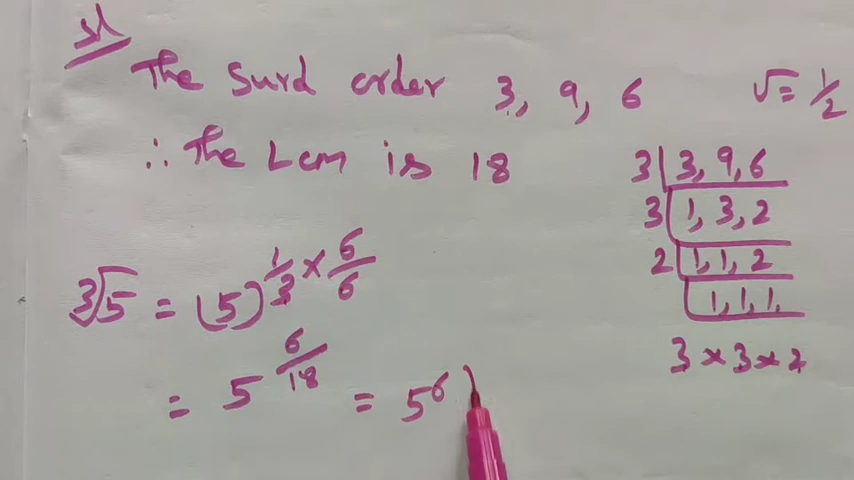 Sol
The Surd order 3, 9, 6
√ = 1/2
∴ The Lcm is 18
3 | 3, 9, 6
3 | 1, 3, 2
2 | 1, 1, 2
1, 1, 1,
3 × 3 × 2
∛5 = (5)^(1/3 × 6/6)
= 5^(6/18) = 5^6